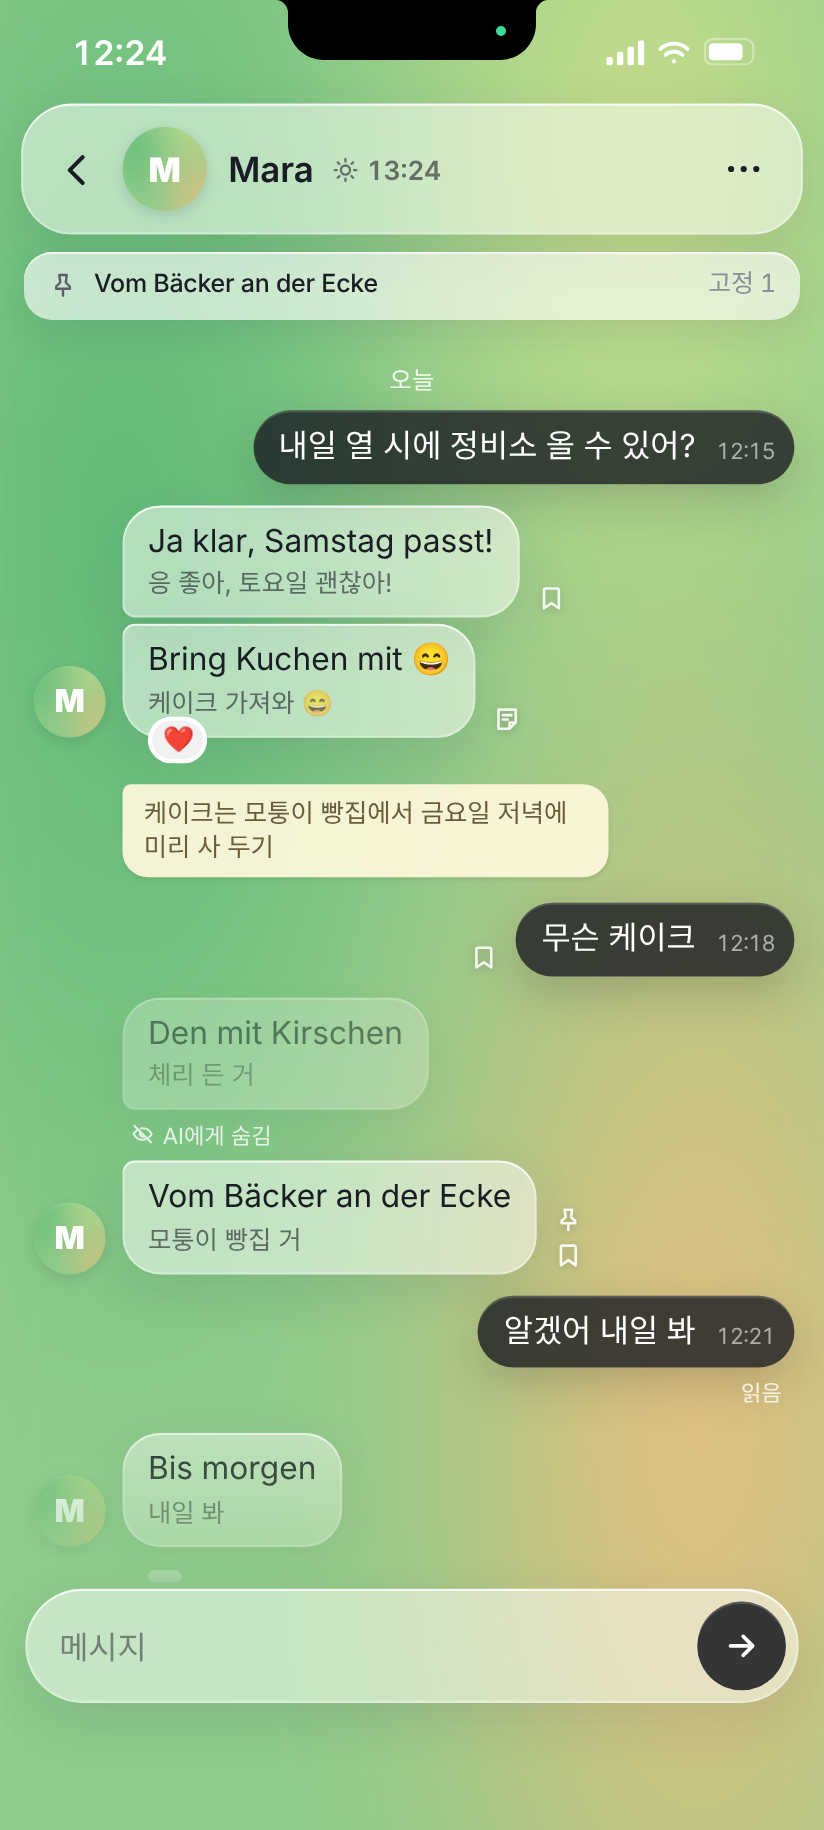 12:24
M Mara 13:24
Vom Bäcker an der Ecke 고정 1
오늘
내일 열 시에 정비소 올 수 있어? 12:15
Ja klar, Samstag passt!
응 좋아, 토요일 괜찮아!
Bring Kuchen mit 😄
M
케이크 가져와 😄
❤️
케이크는 모퉁이 빵집에서 금요일 저녁에
미리 사 두기
무슨 케이크 12:18
Den mit Kirschen
체리 든 거
AI에게 숨김
Vom Bäcker an der Ecke
M
모퉁이 빵집 거
알겠어 내일 봐 12:21
읽음
Bis morgen
M
내일 봐
메시지